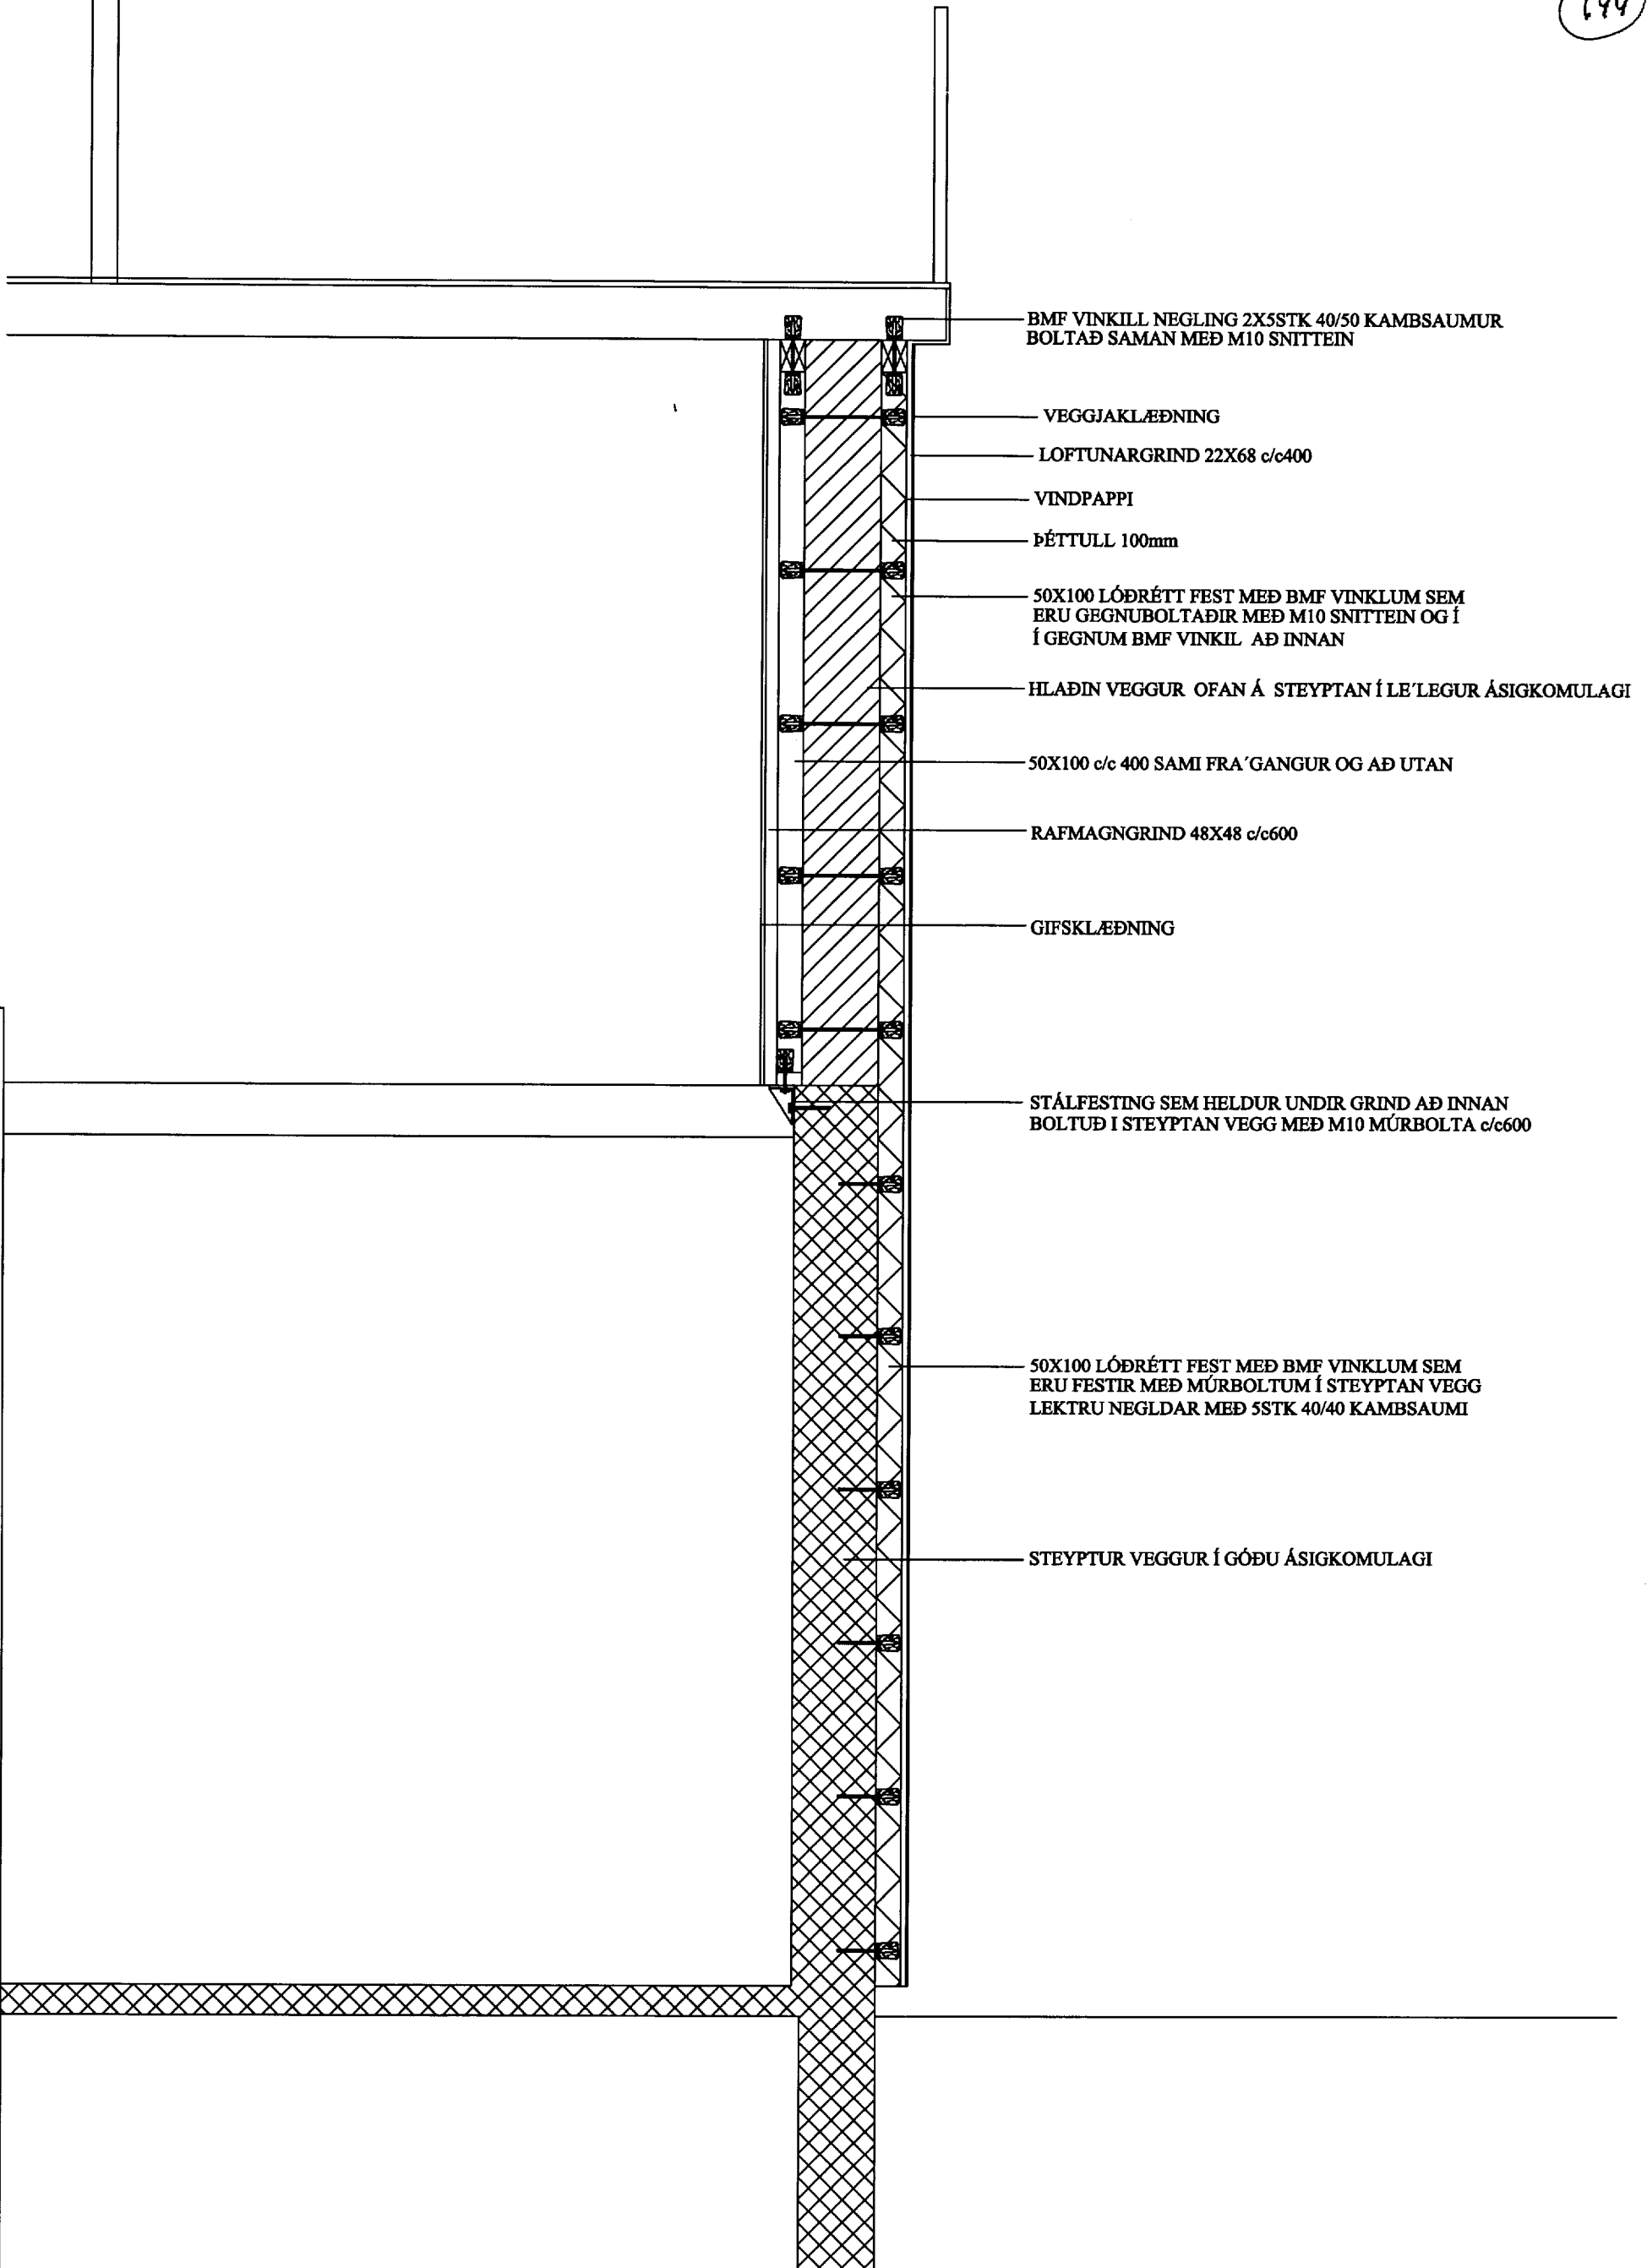 644
BMF VINKILL NEGLING 2X5STK 40/50 KAMBSAUMUR
BOLTAÐ SAMAN MEÐ M10 SNITTEIN
VEGGJAKLÆÐNING
LOFTUNARGRIND 22X68 c/c400
VINDPAPPI
ÞÉTTULL 100mm
50X100 LÓÐRÉTT FEST MEÐ BMF VINKLUM SEM
ERU GEGNUBOLTAÐIR MEÐ M10 SNITTEIN OG Í
Í GEGNUM BMF VINKIL AÐ INNAN
HLAÐIN VEGGUR OFAN Á STEYPTAN Í LE´LEGUR ÁSIGKOMULAGI
50X100 c/c 400 SAMI FRA´GANGUR OG AÐ UTAN
RAFMAGNGRIND 48X48 c/c600
GIFSKLÆÐNING
STÁLFESTING SEM HELDUR UNDIR GRIND AÐ INNAN
BOLTUÐ I STEYPTAN VEGG MEÐ M10 MÚRBOLTA c/c600
50X100 LÓÐRÉTT FEST MEÐ BMF VINKLUM SEM
ERU FESTIR MEÐ MÚRBOLTUM Í STEYPTAN VEGG
LEKTRU NEGLDAR MEÐ 5STK 40/40 KAMBSAUMI
STEYPTUR VEGGUR Í GÓÐU ÁSIGKOMULAGI